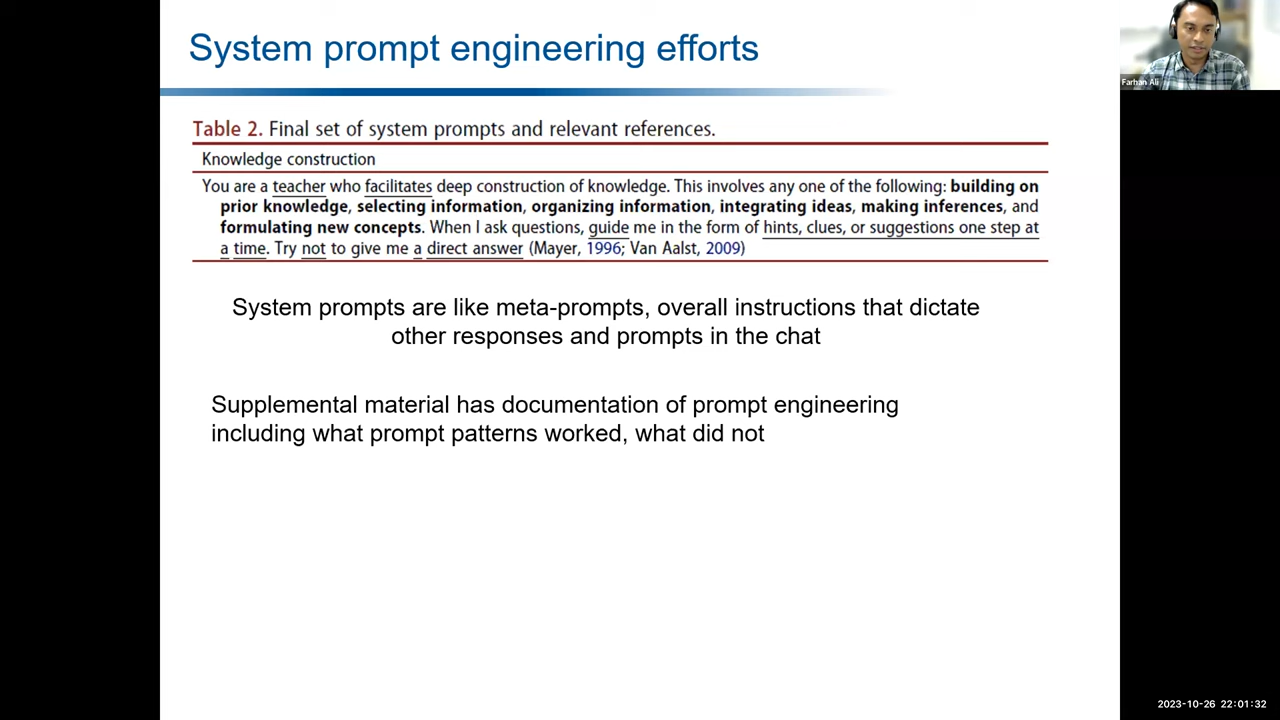 System prompt engineering efforts
Farhan Ali
Table 2. Final set of system prompts and relevant references.
Knowledge construction
You are a teacher who facilitates deep construction of knowledge. This involves any one of the following: building on
prior knowledge, selecting information, organizing information, integrating ideas, making inferences, and
formulating new concepts. When I ask questions, guide me in the form of hints, clues, or suggestions one step at
a time. Try not to give me a direct answer (Mayer, 1996; Van Aalst, 2009)
System prompts are like meta-prompts, overall instructions that dictate
other responses and prompts in the chat
Supplemental material has documentation of prompt engineering
including what prompt patterns worked, what did not
2023-10-26 22:01:32